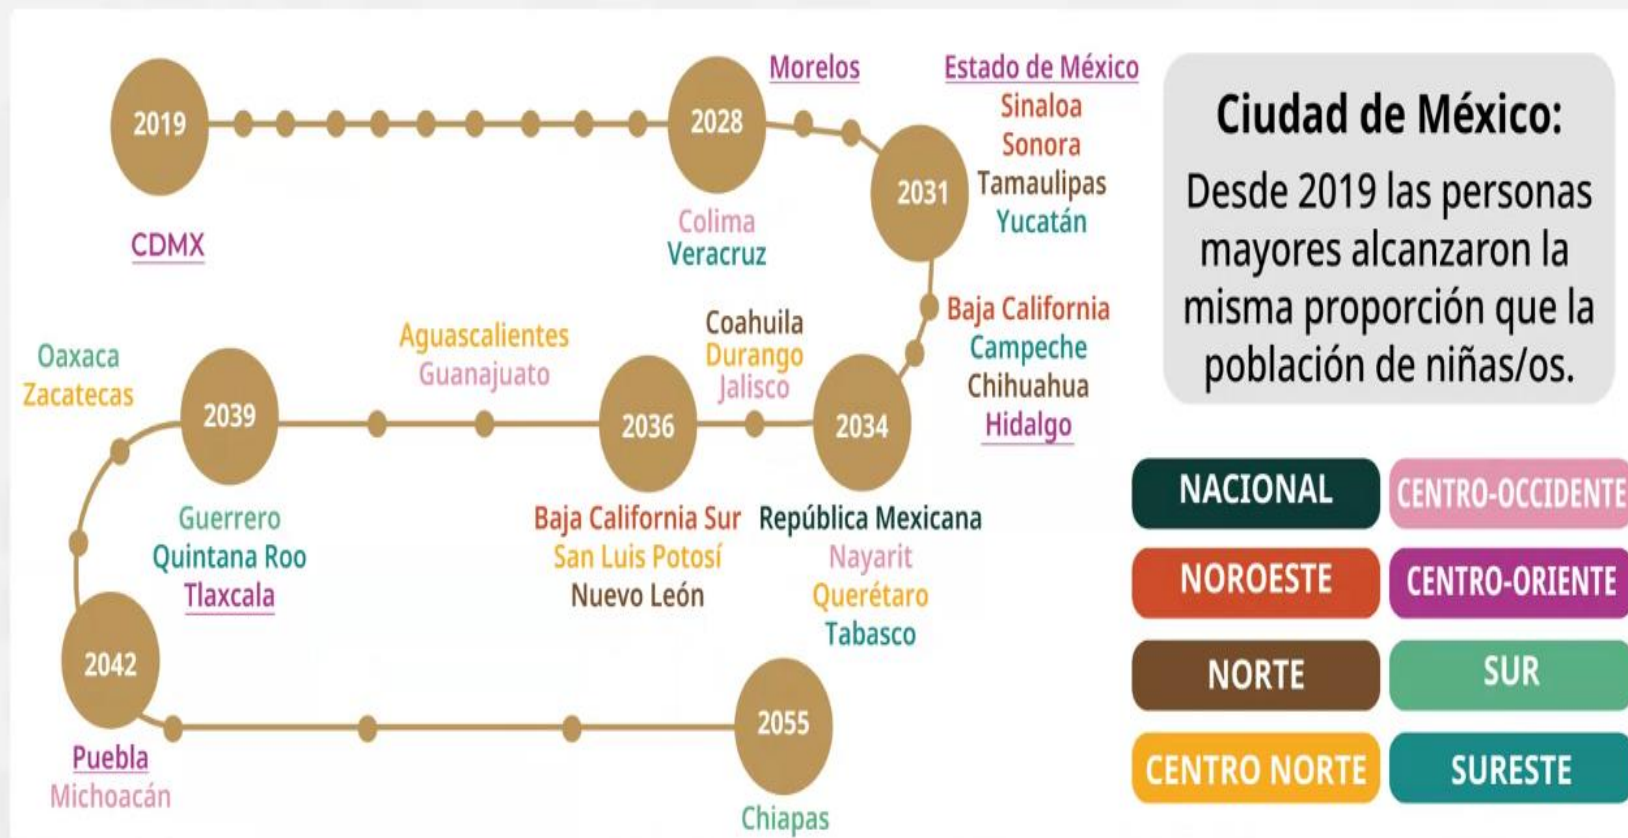 2019
CDMX
2028
Colima
Veracruz
Morelos
2031
Estado de México
Sinaloa
Sonora
Tamaulipas
Yucatán
Baja California
Campeche
Chihuahua
Hidalgo
2034
República Mexicana
Nayarit
Querétaro
Tabasco
Coahuila
Durango
Jalisco
2036
Baja California Sur
San Luis Potosí
Nuevo León
Aguascalientes
Guanajuato
2039
Guerrero
Quintana Roo
Tlaxcala
Oaxaca
Zacatecas
2042
Puebla
Michoacán
2055
Chiapas
Ciudad de México:
Desde 2019 las personas
mayores alcanzaron la
misma proporción que la
población de niñas/os.
NACIONAL
CENTRO-OCCIDENTE
NOROESTE
CENTRO-ORIENTE
NORTE
SUR
CENTRO NORTE
SURESTE